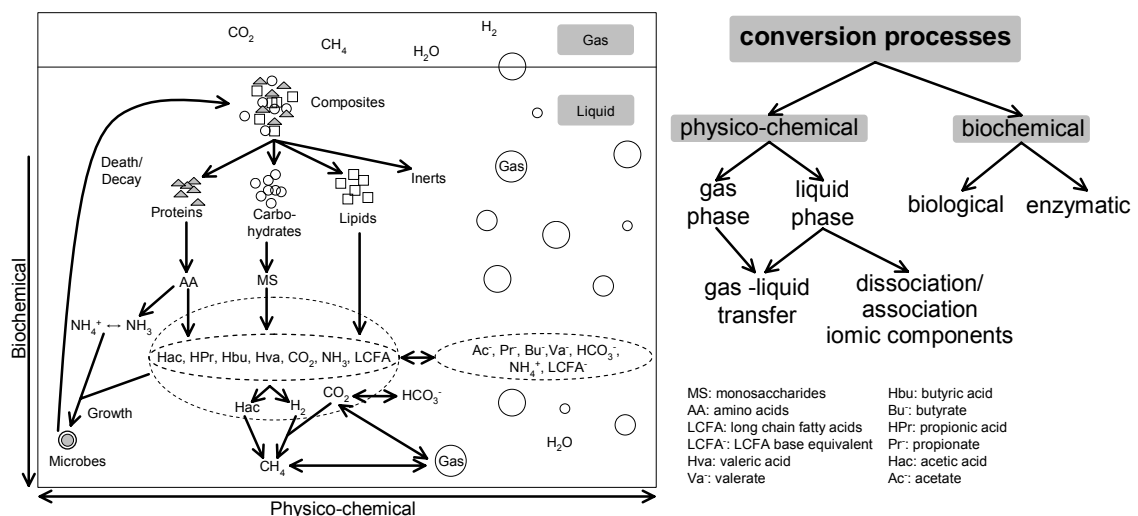 CO₂
CH₄
H₂O
H₂
Gas
Composites
Liquid
Death/
Decay
Gas
Inerts
Proteins
Carbo-
hydrates
Lipids
AA
MS
NH₄⁺ ↔ NH₃
Hac, HPr, Hbu, Hva, CO₂, NH₃, LCFA
Ac⁻, Pr⁻, Bu⁻,Va⁻, HCO₃⁻,
NH₄⁺, LCFA⁻
Hac
H₂
CO₂
HCO₃⁻
Growth
Microbes
CH₄
Gas
H₂O
Biochemical
Physico-chemical
conversion processes
physico-chemical
biochemical
gas
phase
liquid
phase
biological
enzymatic
gas -liquid
transfer
dissociation/
association
iomic components
MS: monosaccharides
AA: amino acids
LCFA: long chain fatty acids
LCFA⁻: LCFA base equivalent
Hva: valeric acid
Va⁻: valerate
Hbu: butyric acid
Bu⁻: butyrate
HPr: propionic acid
Pr⁻: propionate
Hac: acetic acid
Ac⁻: acetate